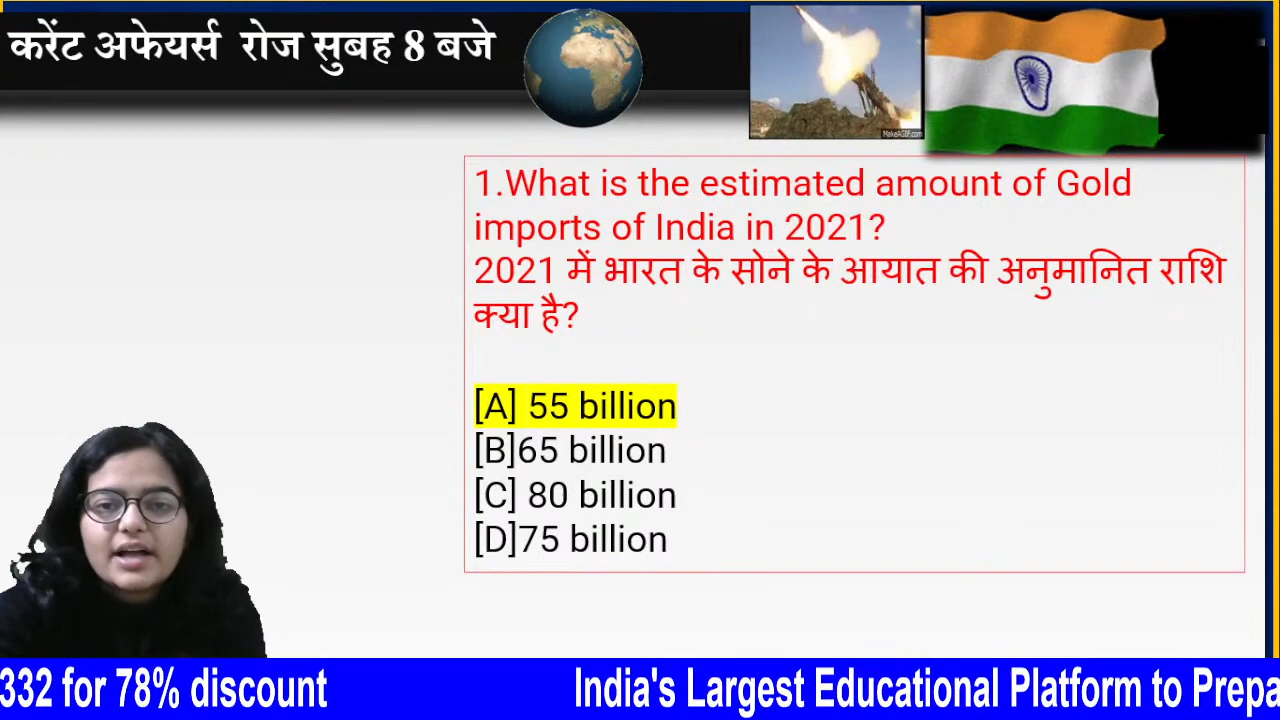 करेंट अफेयर्स रोज सुबह 8 बजे
MakeAGIF.com
1.What is the estimated amount of Gold
imports of India in 2021?
2021 में भारत के सोने के आयात की अनुमानित राशि
क्या है?
[A] 55 billion
[B]65 billion
[C] 80 billion
[D]75 billion
332 for 78% discount India's Largest Educational Platform to Prepa